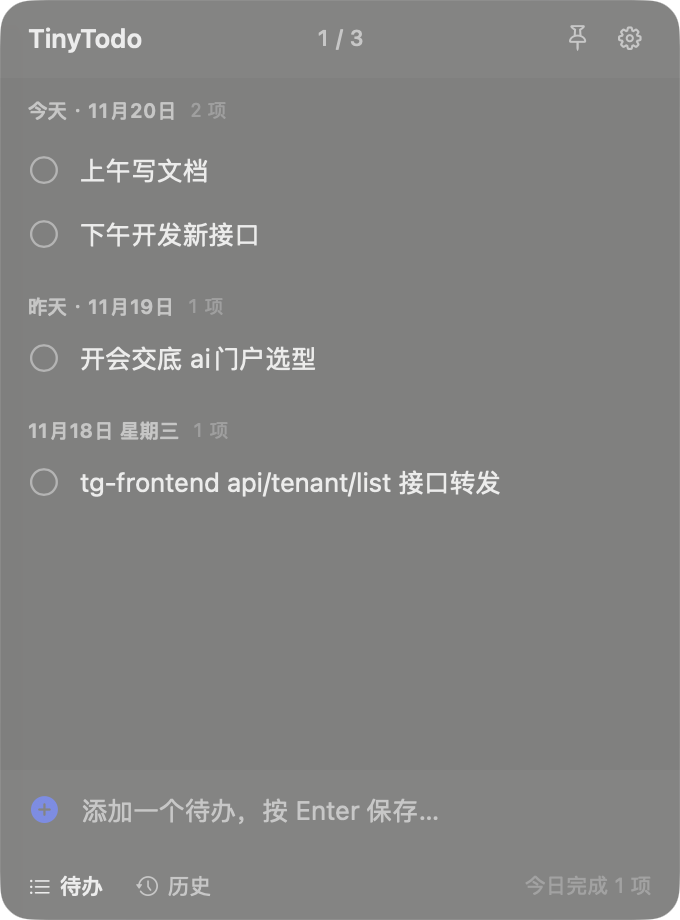 TinyTodo 1 / 3
今天 · 11月20日 2 项
上午写文档
下午开发新接口
昨天 · 11月19日 1 项
开会交底 ai门户选型
11月18日 星期三 1 项
tg-frontend api/tenant/list 接口转发
添加一个待办，按 Enter 保存...
待办 历史 今日完成 1 项